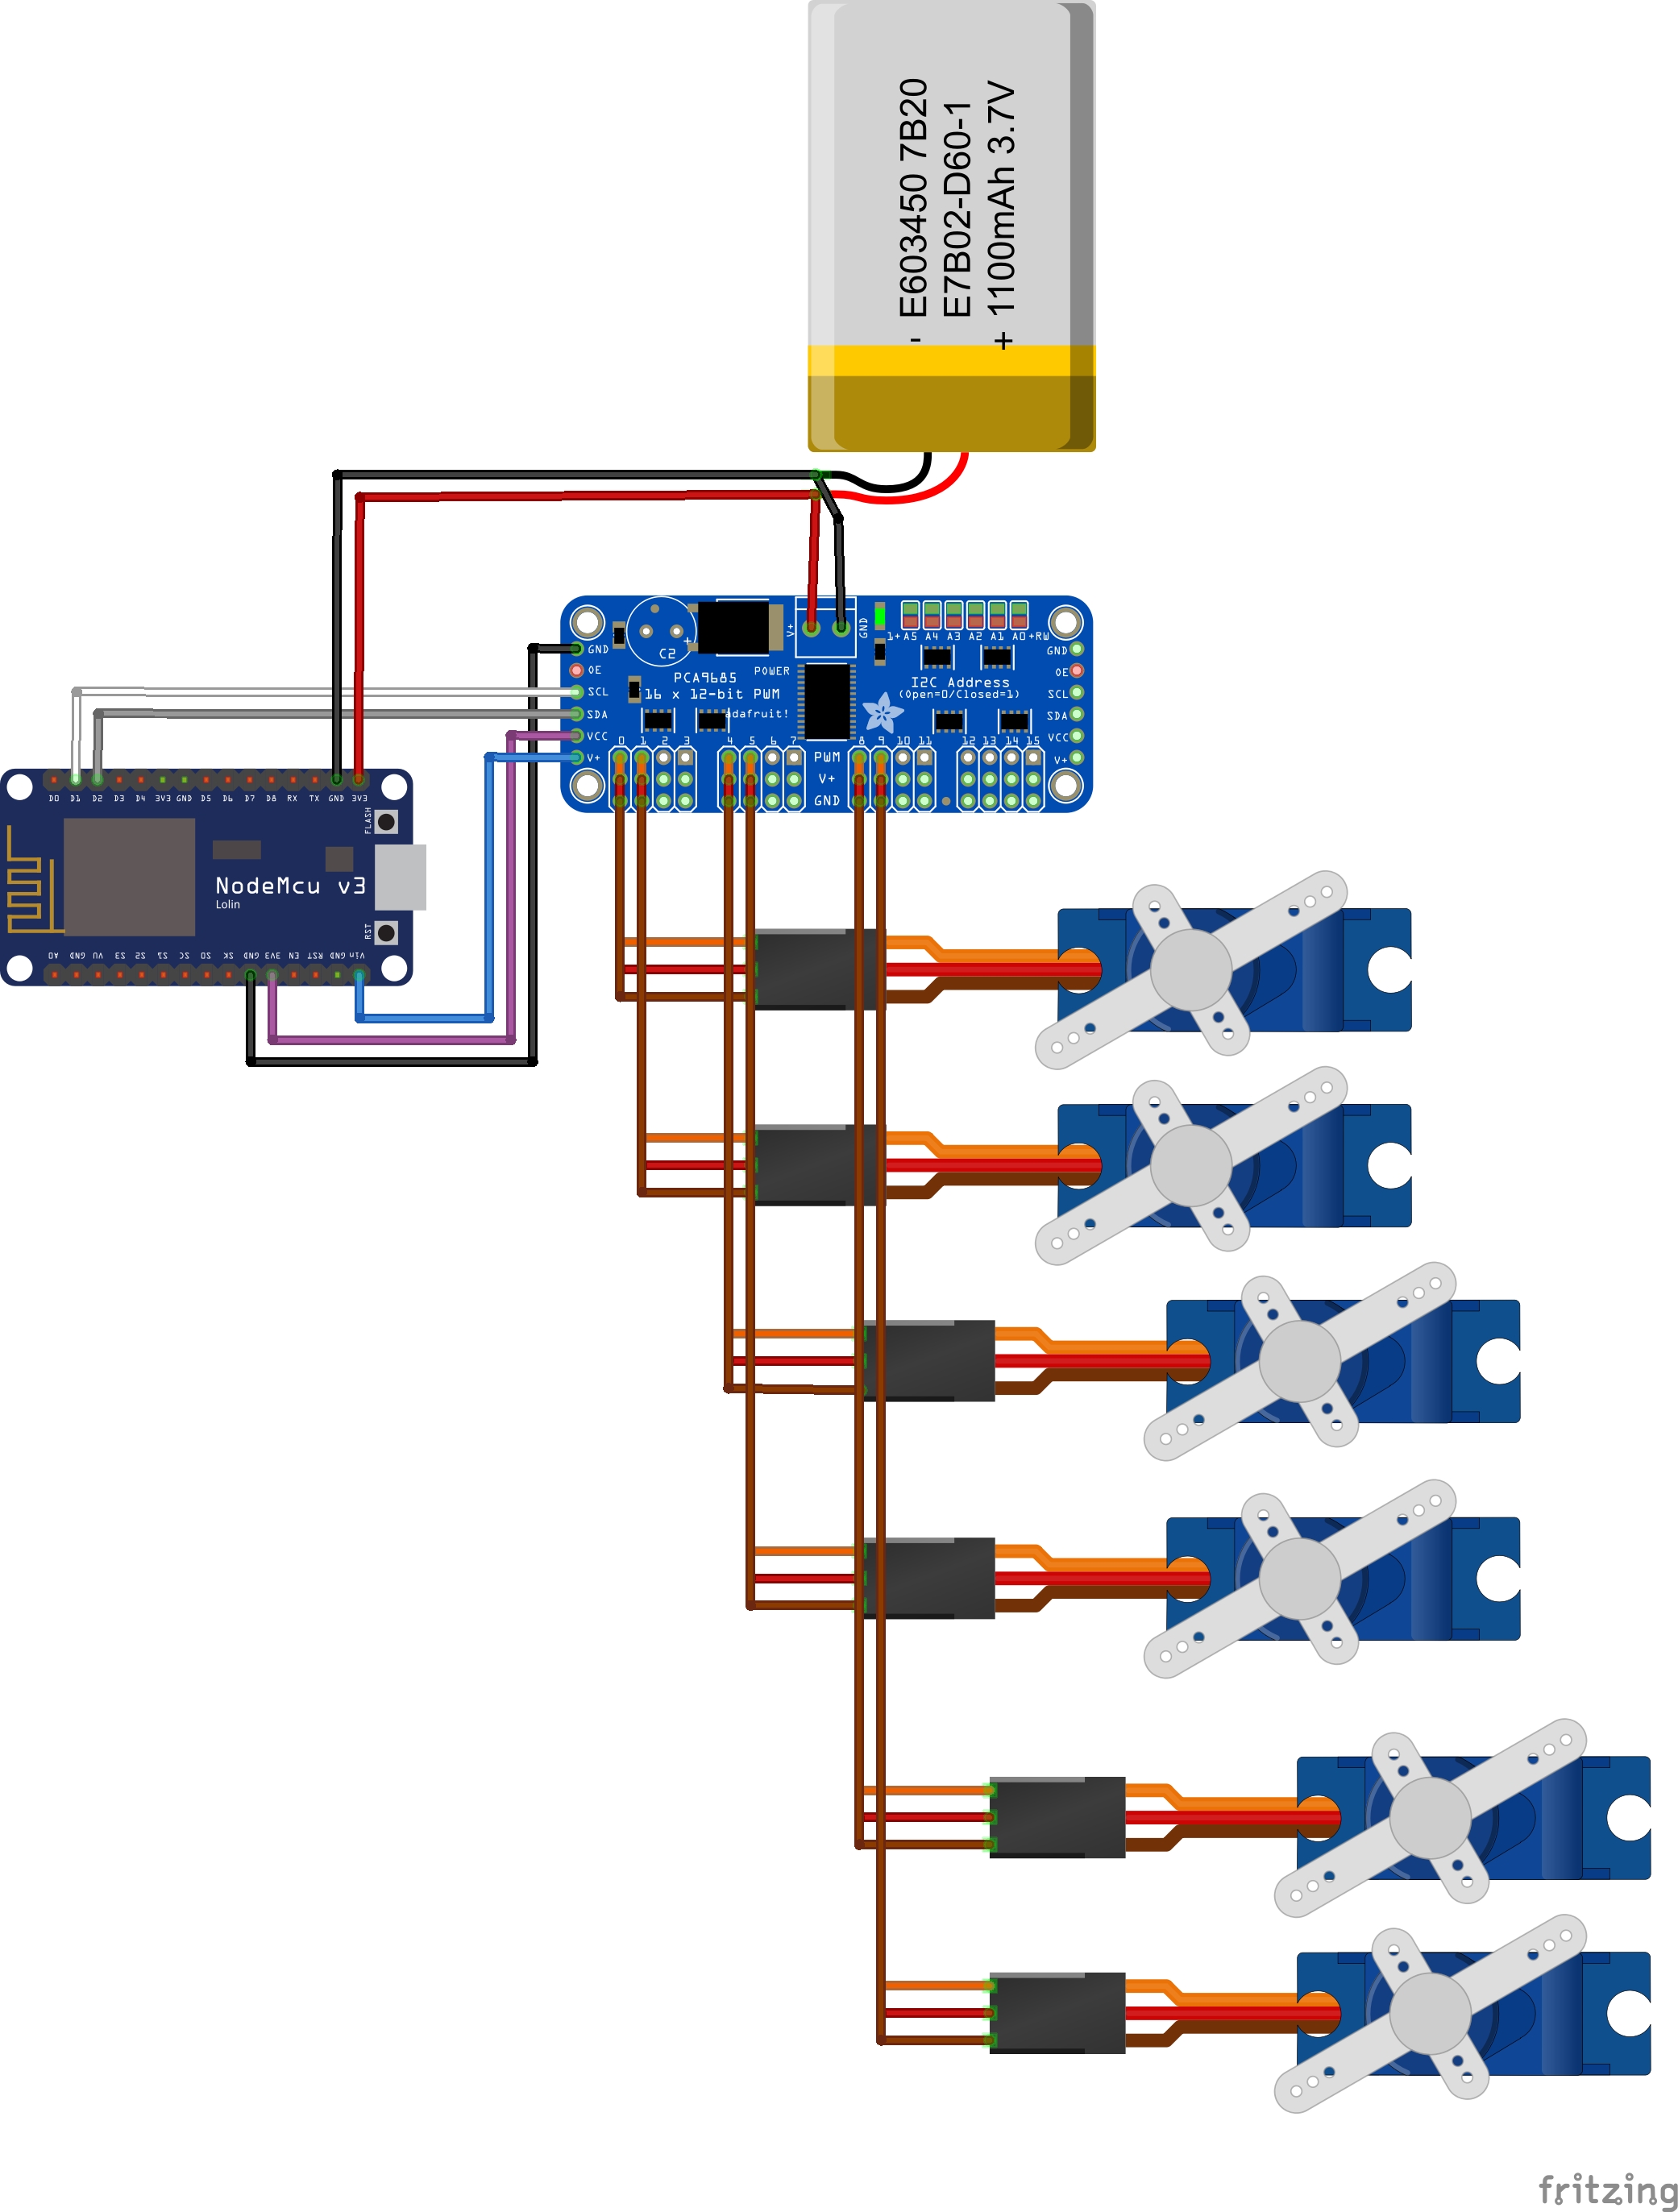 - E603450 7B20
E7B02-D60-1
+ 1100mAh 3.7V
V+
GND
C2
+
1+ A5 A4 A3 A2 A1 A0 +RW
GND
OE
SCL
SDA
VCC
V+
PCA9685
16 x 12-bit PWM
adafruit!
POWER
I2C Address
(Open=0/Closed=1)
GND
OE
SCL
SDA
VCC
V+
0 1 2 3 4 5 6 7 8 9 10 11 12 13 14 15
PWM
V+
GND
D0 D1 D2 D3 D4 3V3 GND D5 D6 D7 D8 RX TX GND 3V3
FLASH
NodeMcu v3
Lolin
RST
A0 GND VU S3 S2 S1 SC S0 SK GND 3V3 EN RST GND Vin
fritzing